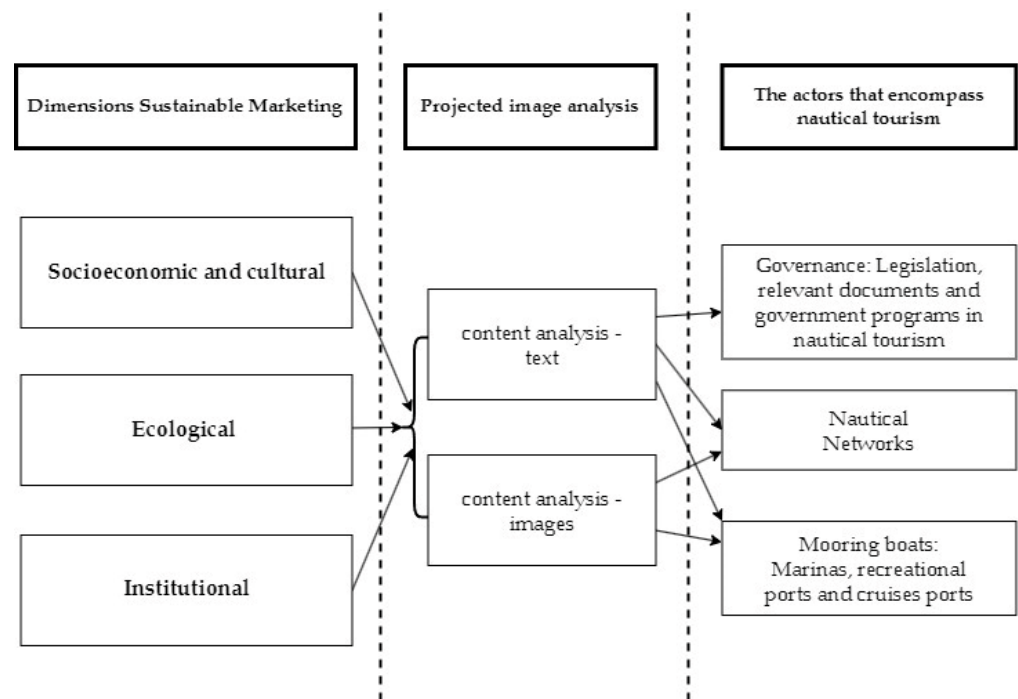 Dimensions Sustainable Marketing
Projected image analysis
The actors that encompass
nautical tourism
Socioeconomic and cultural
Ecological
Institutional
content analysis -
text
content analysis -
images
Governance: Legislation,
relevant documents and
government programs in
nautical tourism
Nautical
Networks
Mooring boats:
Marinas, recreational
ports and cruises ports